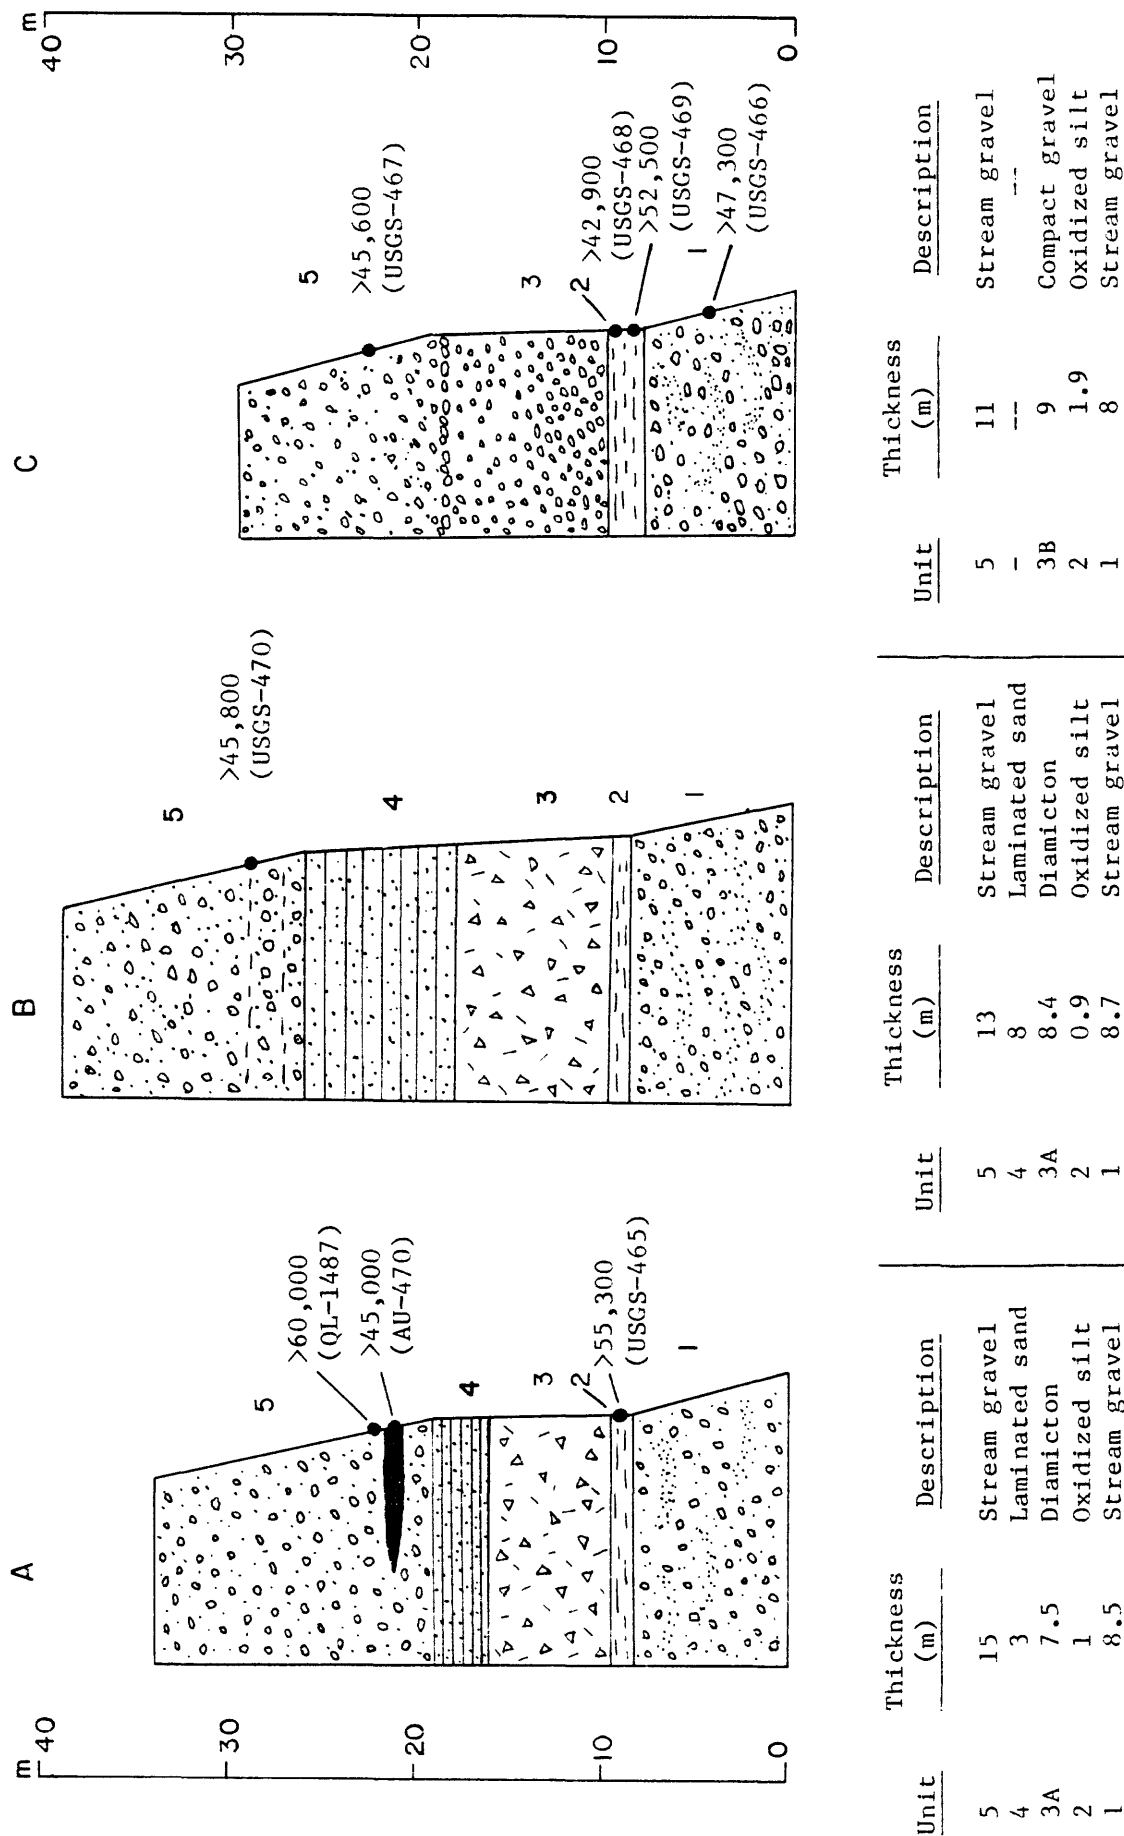 A
B
C
m
40
30
20
10
0
5
>60,000
(QL-1487)
>45,000
(AU-470)
4
3
2
>55,300
(USGS-465)
1
5
>45,800
(USGS-470)
4
3
2
1
5
>45,600
(USGS-467)
3
2
>42,900
(USGS-468)
>52,500
(USGS-469)
1
>47,300
(USGS-466)
m
40
30
20
10
0
Unit Thickness (m) Description
5 15 Stream gravel
4 3 Laminated sand
3A 7.5 Diamicton
2 1 Oxidized silt
1 8.5 Stream gravel
Unit Thickness (m) Description
5 13 Stream gravel
4 8 Laminated sand
3A 8.4 Diamicton
2 0.9 Oxidized silt
1 8.7 Stream gravel
Unit Thickness (m) Description
5 11 Stream gravel
- -- --
3B 9 Compact gravel
2 1.9 Oxidized silt
1 8 Stream gravel